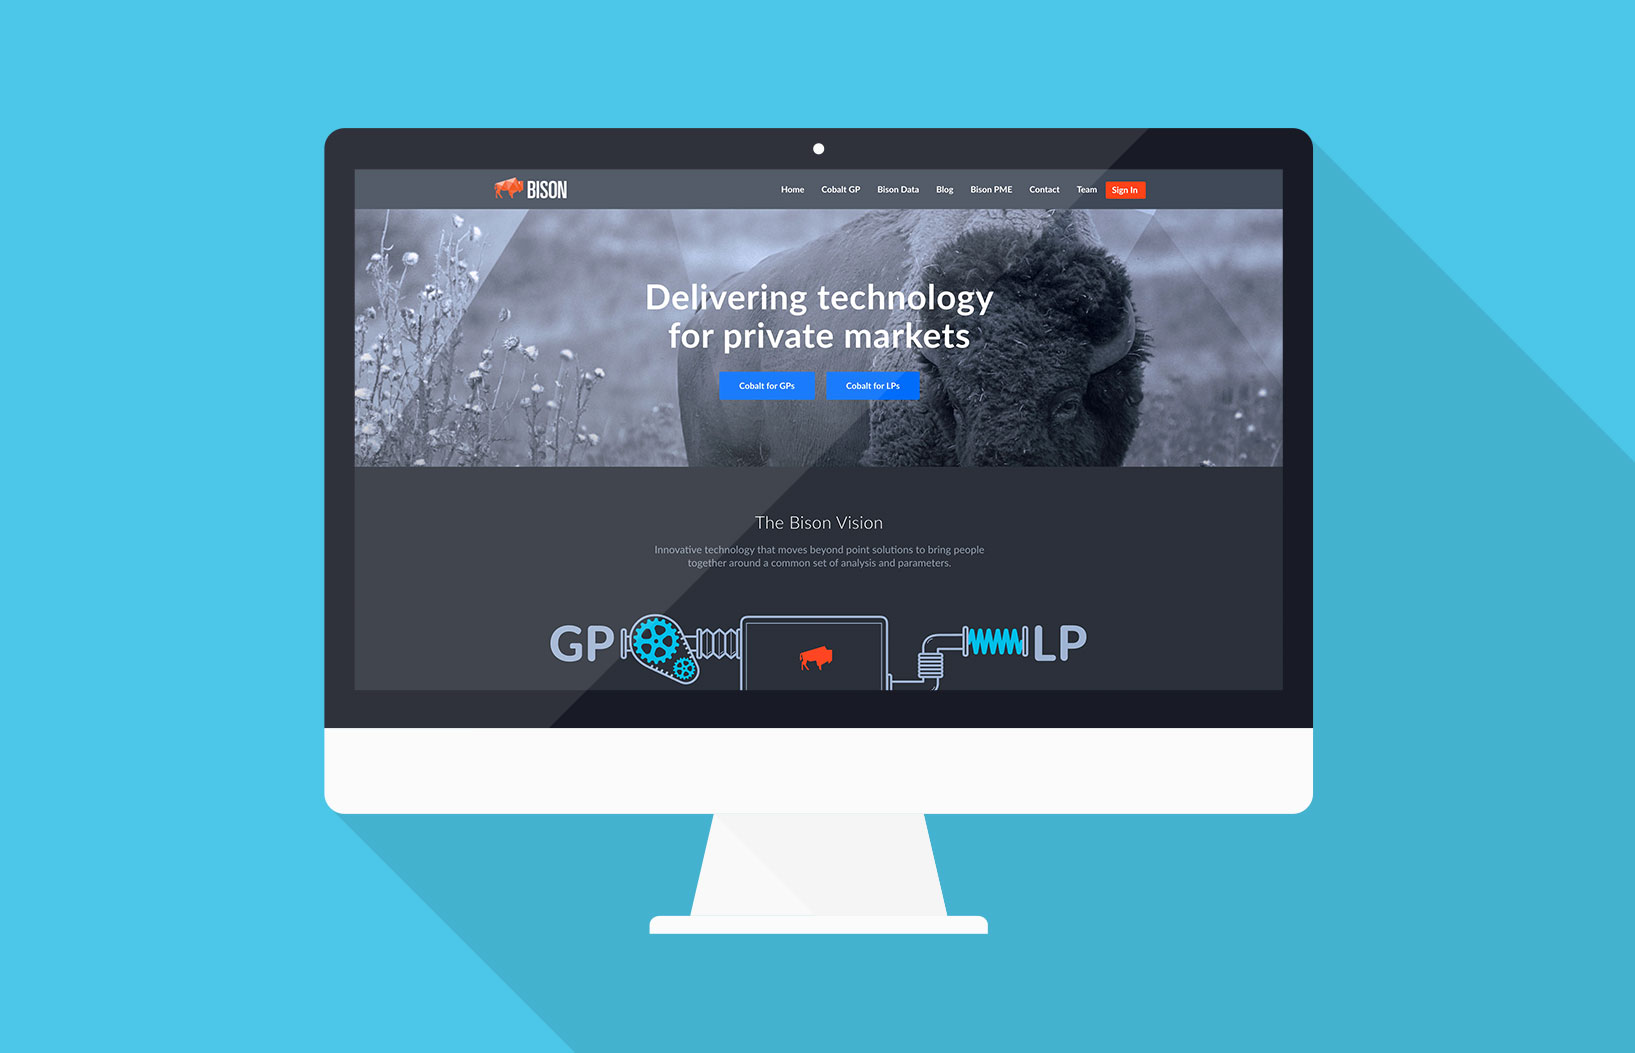 BISON
Home Cobalt GP Bison Data Blog Bison PME Contact Team Sign In
Delivering technology
for private markets
Cobalt for GPs Cobalt for LPs
The Bison Vision
Innovative technology that moves beyond point solutions to bring people
together around a common set of analysis and parameters.
GP LP